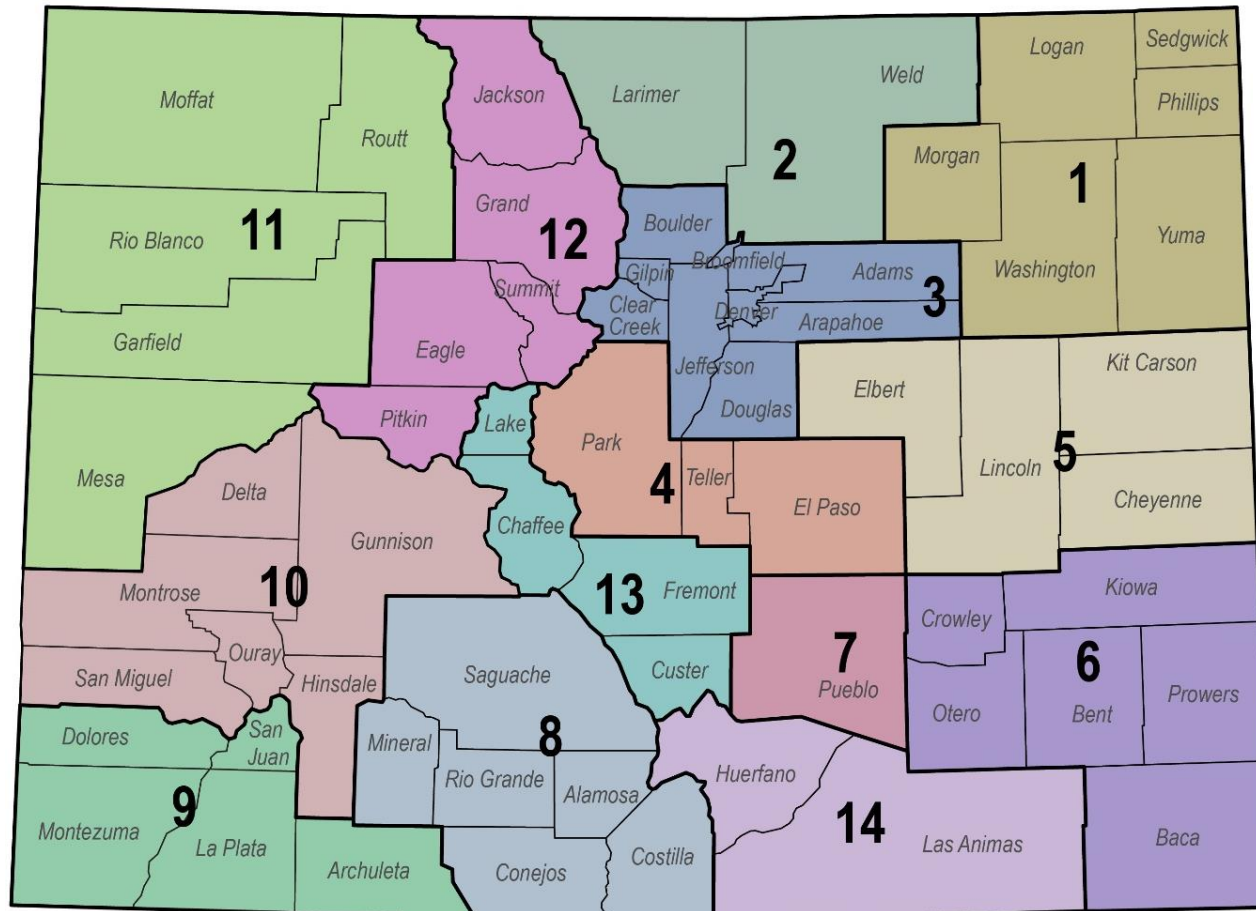 Moffat
Routt
Jackson
Larimer
Weld
Logan
Sedgwick
Phillips
Morgan
2
1
Grand
Rio Blanco
11
12
Boulder
Yuma
Washington
Gilpin
Broomfield
Adams
Summit
3
Clear
Creek
Denver
Arapahoe
Garfield
Eagle
Jefferson
Elbert
Kit Carson
Douglas
Pitkin
Lake
Park
Mesa
Delta
4
Teller
Lincoln
5
El Paso
Cheyenne
Gunnison
Chaffee
Montrose
10
13
Fremont
Kiowa
Crowley
Ouray
San Miguel
Hinsdale
Saguache
Custer
7
Pueblo
6
Otero
Bent
Prowers
Dolores
San
Juan
Mineral
8
Rio Grande
Alamosa
Huerfano
9
Montezuma
La Plata
Archuleta
Conejos
Costilla
14
Las Animas
Baca